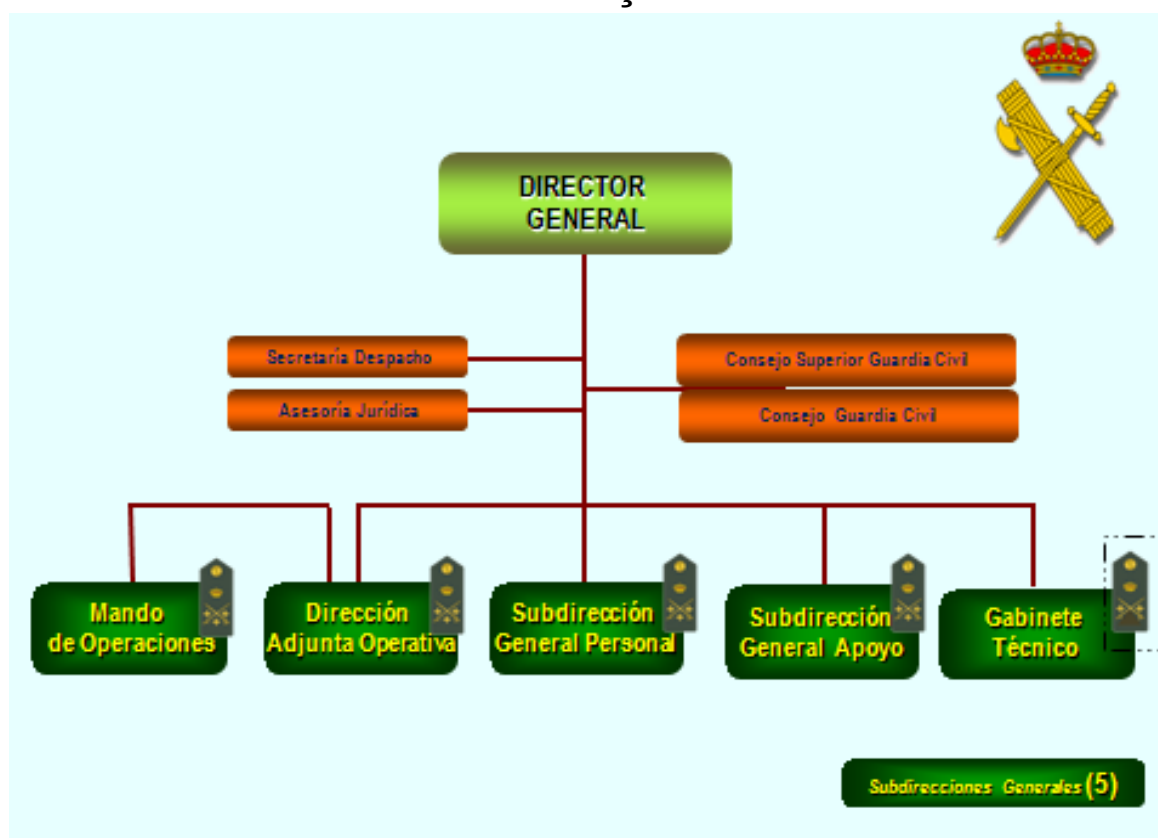 3
DIRECTOR
GENERAL
Secretaría Despacho
Consejo Superior Guardia Civil
Asesoría Jurídica
Consejo Guardia Civil
Mando
de Operaciones
Dirección
Adjunta Operativa
Subdirección
General Personal
Subdirección
General Apoyo
Gabinete
Técnico
Subdirecciones Generales (5)